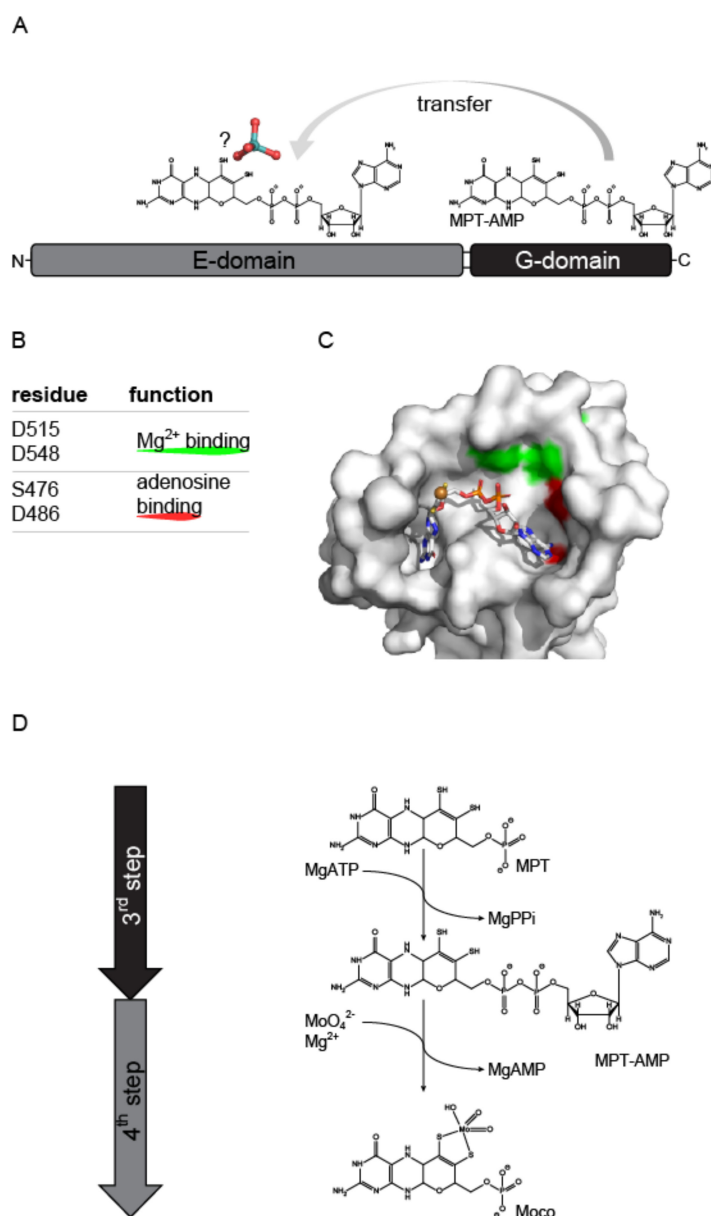 A
transfer
?
MPT-AMP
N
E-domain
G-domain
C
B
residue function
D515
D548
Mg²⁺ binding
S476
D486
adenosine
binding
C
D
3rd step
MPT
MgATP
MgPPi
4th step
MoO₄²⁻
Mg²⁺
MgAMP
MPT-AMP
Moco